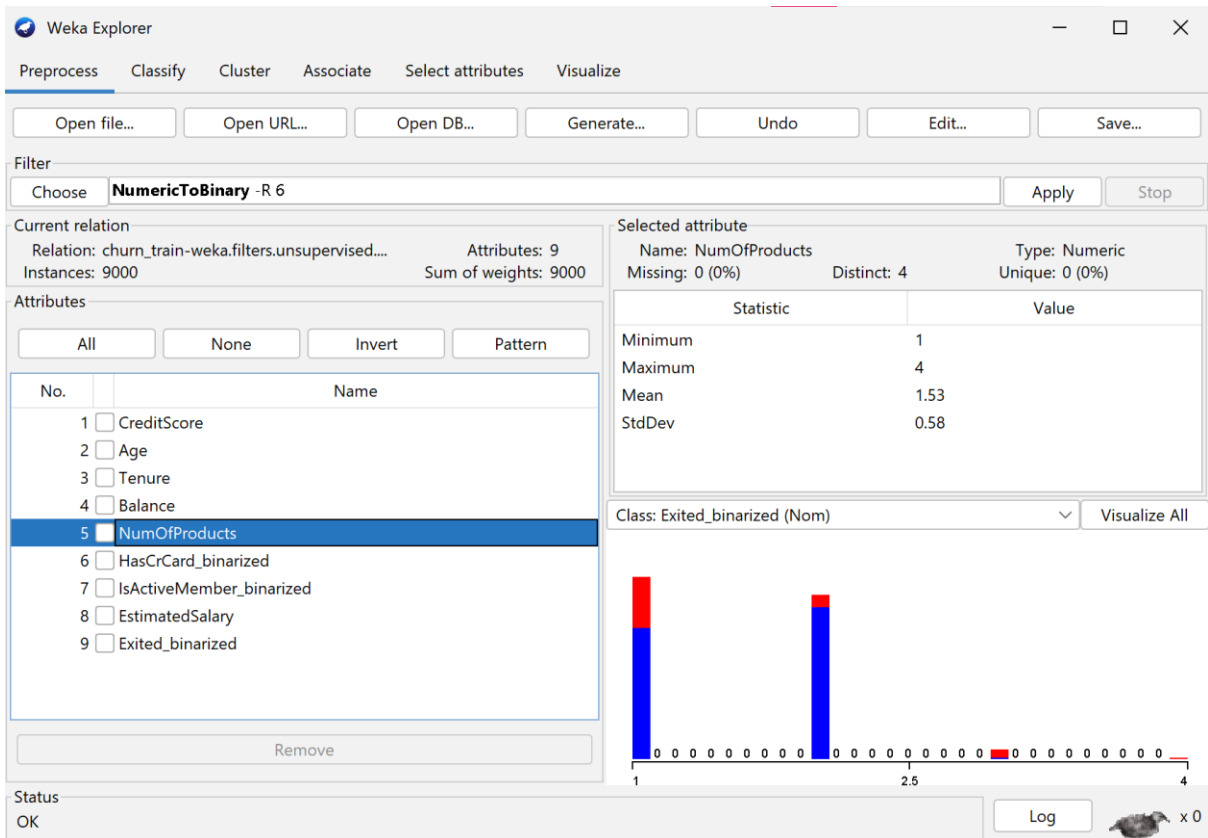 Weka Explorer
Preprocess Classify Cluster Associate Select attributes Visualize
Open file... Open URL... Open DB... Generate... Undo Edit... Save...
Filter
Choose NumericToBinary -R 6 Apply Stop
Current relation
Relation: churn_train-weka.filters.unsupervised.... Attributes: 9
Instances: 9000 Sum of weights: 9000
Attributes
All None Invert Pattern
No. Name
1 CreditScore
2 Age
3 Tenure
4 Balance
5 NumOfProducts
6 HasCrCard_binarized
7 IsActiveMember_binarized
8 EstimatedSalary
9 Exited_binarized
Remove
Selected attribute
Name: NumOfProducts Type: Numeric
Missing: 0 (0%) Distinct: 4 Unique: 0 (0%)
Statistic Value
Minimum 1
Maximum 4
Mean 1.53
StdDev 0.58
Class: Exited_binarized (Nom) Visualize All
0 0 0 0 0 0 0 0 0 0 0 0 0 0 0 0 0 0 0 0 0 0 0 0 0 0 0
1 2.5 4
Status
OK
Log x 0